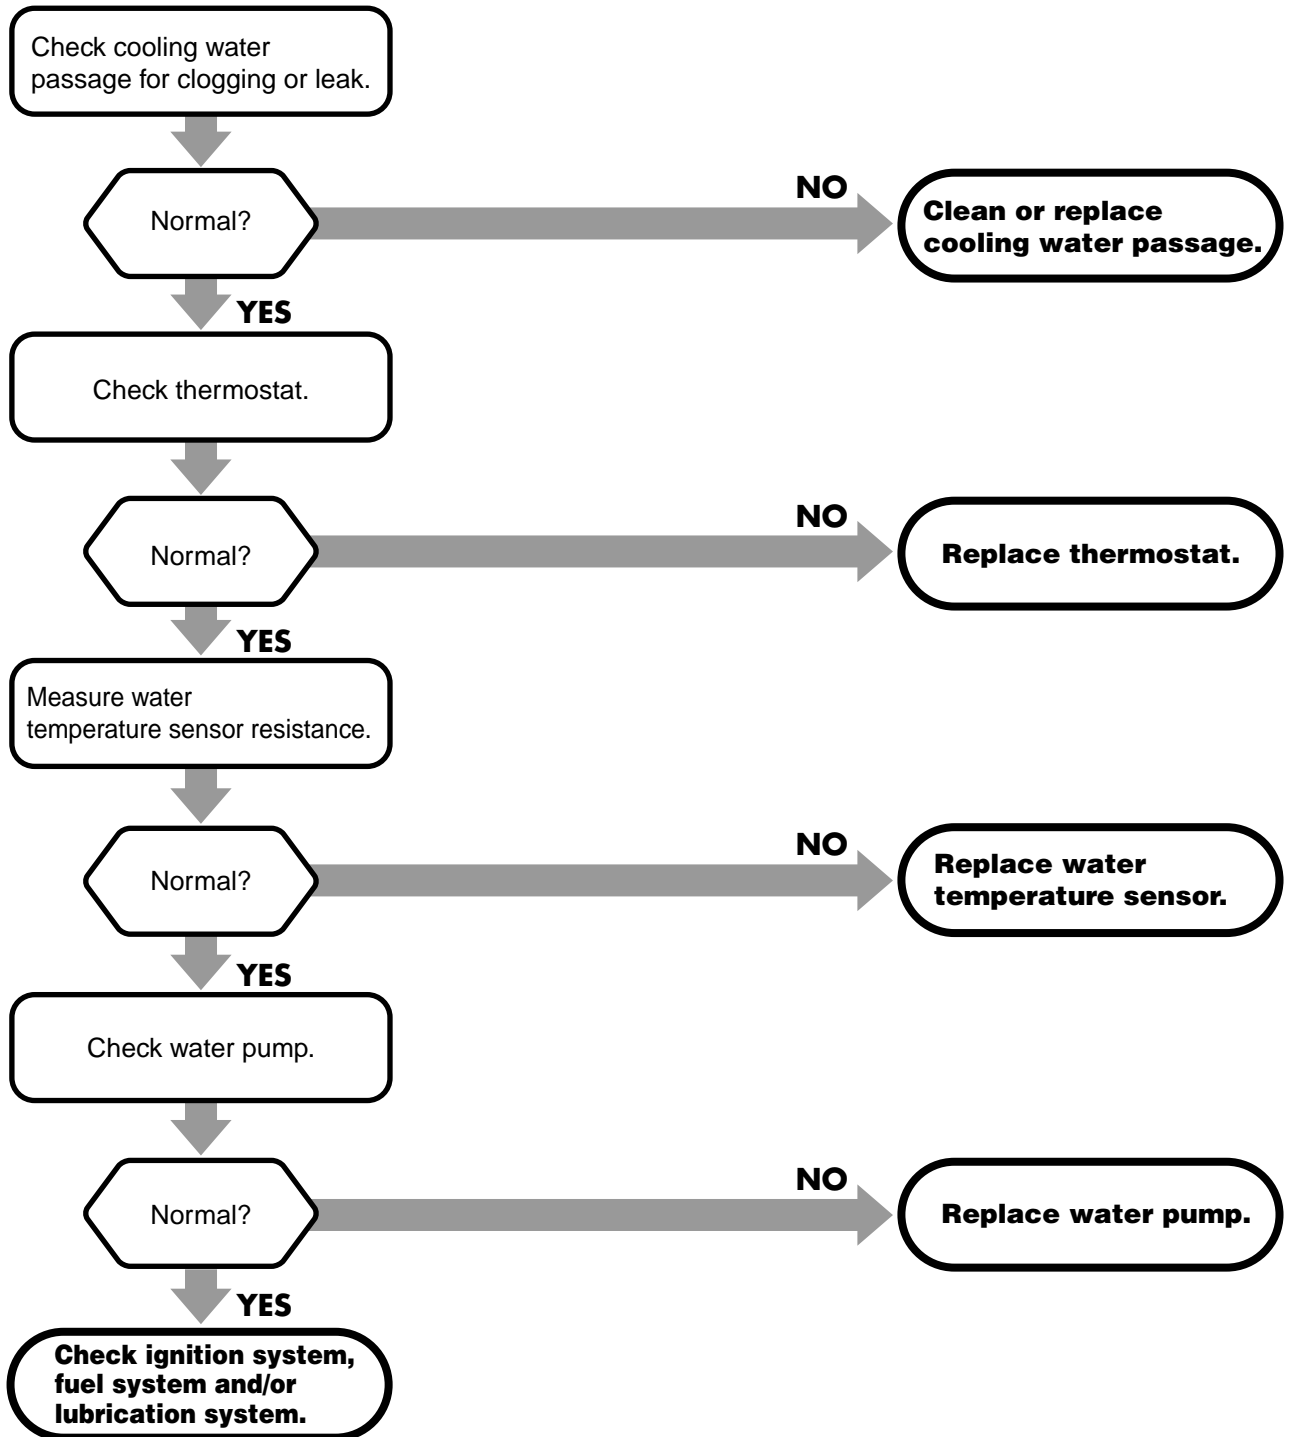 Check cooling water
passage for clogging or leak.
Normal?
NO
Clean or replace
cooling water passage.
YES
Check thermostat.
Normal?
NO
Replace thermostat.
YES
Measure water
temperature sensor resistance.
Normal?
NO
Replace water
temperature sensor.
YES
Check water pump.
Normal?
NO
Replace water pump.
YES
Check ignition system,
fuel system and/or
lubrication system.